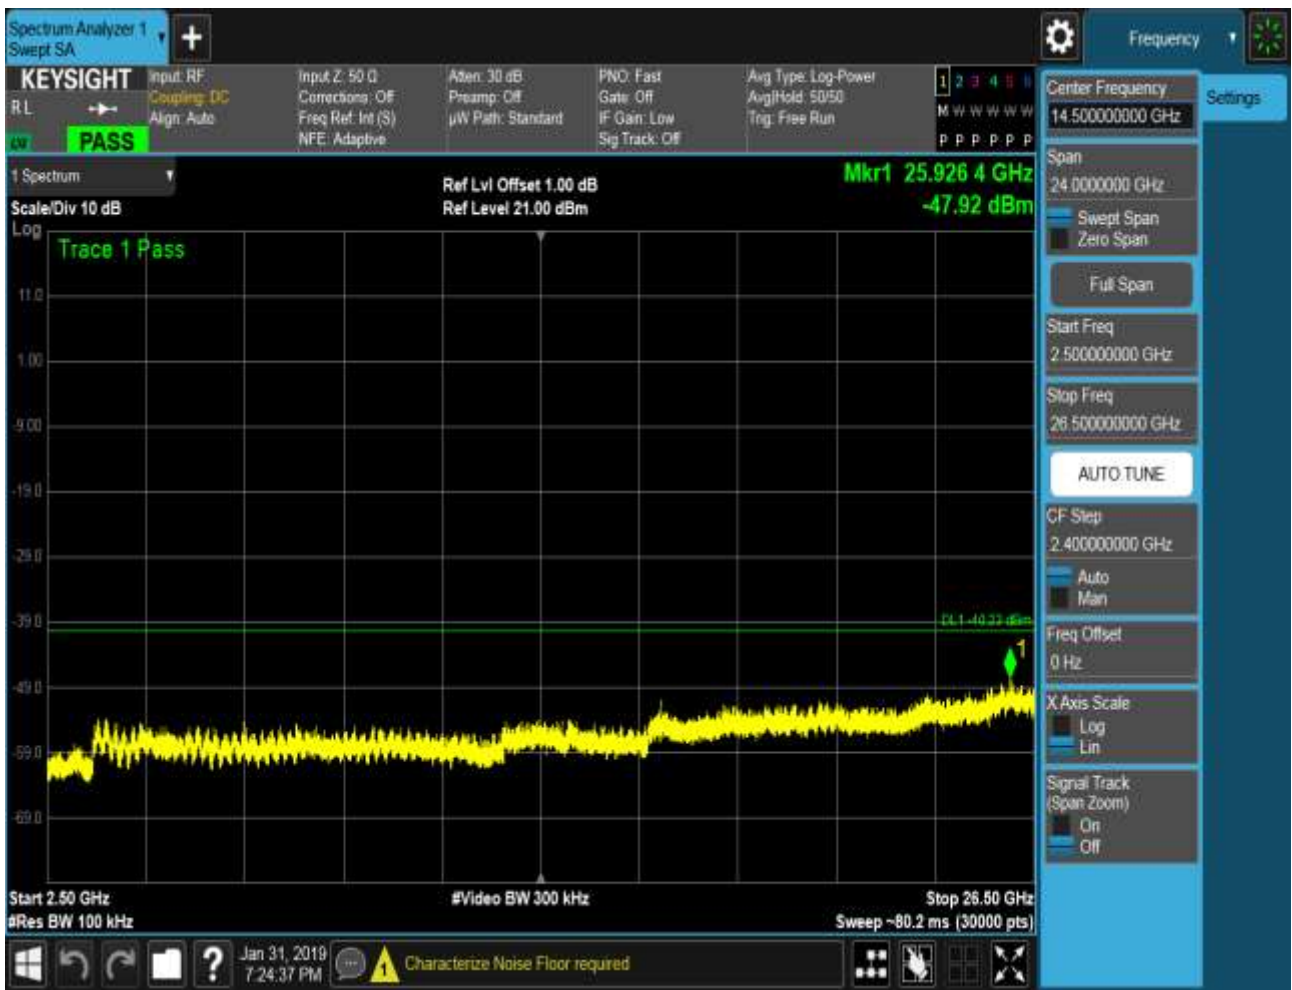 Spectrum Analyzer 1
Swept SA
+
Frequency
KEYSIGHT
R L
PASS
Input: RF
Coupling: DC
Align: Auto
Input Z: 50 Ω
Corrections: Off
Freq Ref: Int (S)
NFE: Adaptive
Atten: 30 dB
Preamp: Off
µW Path: Standard
PNO: Fast
Gate: Off
IF Gain: Low
Sig Track: Off
Avg Type: Log-Power
Avg|Hold: 50/50
Trig: Free Run
1 2 3 4 5 6
M W W W W W
P P P P P P
Center Frequency
14.500000000 GHz
Settings
1 Spectrum
Scale/Div 10 dB
Log
Ref Lvl Offset 1.00 dB
Ref Level 21.00 dBm
Mkr1 25.926 4 GHz
-47.92 dBm
Trace 1 Pass
11.0
1.00
-9.00
-19.0
-29.0
-39.0
-49.0
-59.0
-69.0
DL1 -40.33 dBm
1
Start 2.50 GHz
#Res BW 100 kHz
#Video BW 300 kHz
Stop 26.50 GHz
Sweep ~80.2 ms (30000 pts)
Span
24.0000000 GHz
Swept Span
Zero Span
Full Span
Start Freq
2.500000000 GHz
Stop Freq
26.500000000 GHz
AUTO TUNE
CF Step
2.400000000 GHz
Auto
Man
Freq Offset
0 Hz
X Axis Scale
Log
Lin
Signal Track
(Span Zoom)
On
Off
?
Jan 31, 2019
7:24:37 PM
1
Characterize Noise Floor required